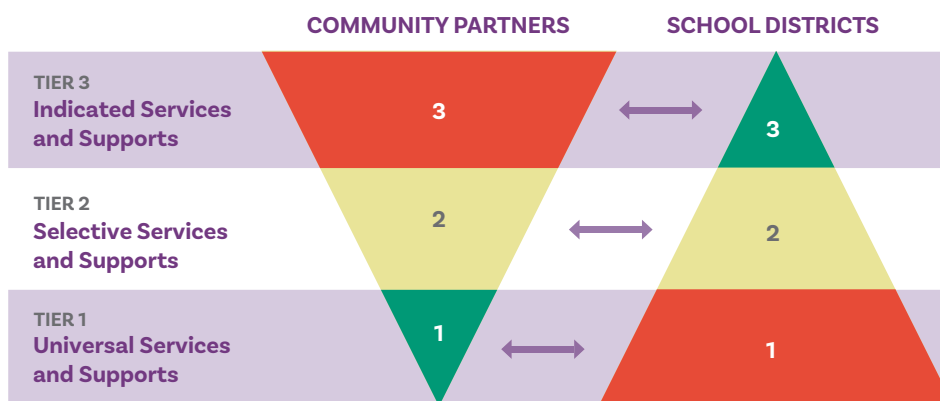 COMMUNITY PARTNERS
SCHOOL DISTRICTS
TIER 3
Indicated Services
and Supports
3
3
TIER 2
Selective Services
and Supports
2
2
TIER 1
Universal Services
and Supports
1
1